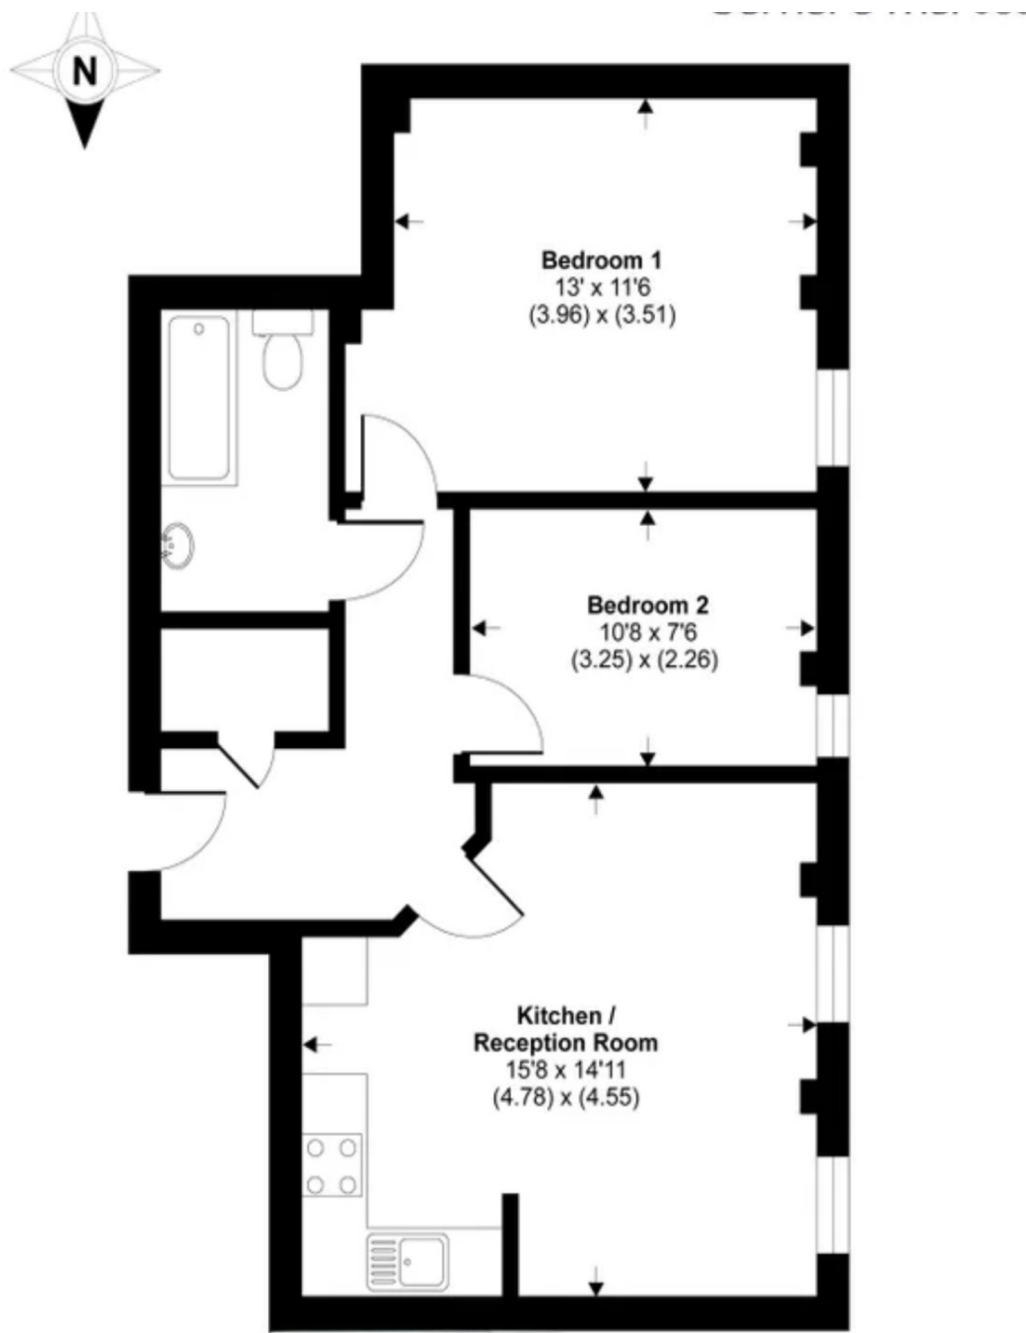 N
Bedroom 1
13' x 11'6
(3.96) x (3.51)
Bedroom 2
10'8 x 7'6
(3.25) x (2.26)
Kitchen /
Reception Room
15'8 x 14'11
(4.78) x (4.55)